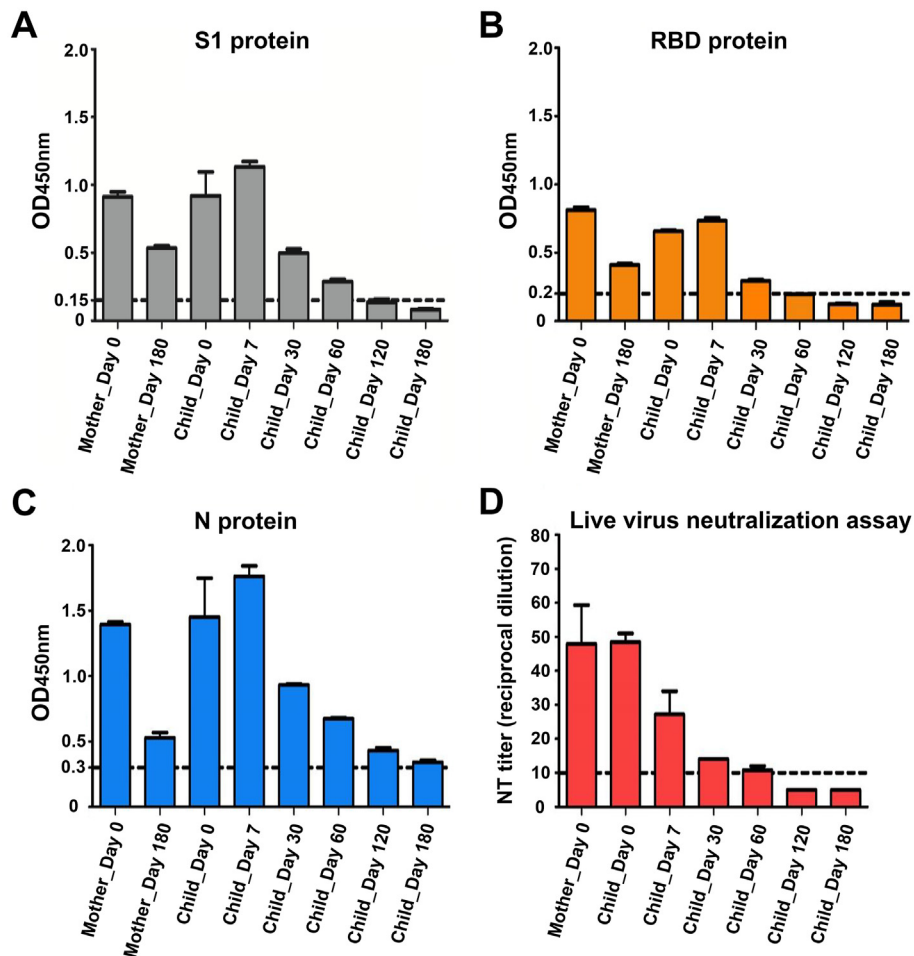 A
S1 protein
OD450nm
2.0
1.5
1.0
0.5
0.15
0
Mother_Day 0
Mother_Day 180
Child_Day 0
Child_Day 7
Child_Day 30
Child_Day 60
Child_Day 120
Child_Day 180
B
RBD protein
OD450nm
2.0
1.5
1.0
0.5
0.2
0
Mother_Day 0
Mother_Day 180
Child_Day 0
Child_Day 7
Child_Day 30
Child_Day 60
Child_Day 120
Child_Day 180
C
N protein
OD450nm
2.0
1.5
1.0
0.5
0.3
0
Mother_Day 0
Mother_Day 180
Child_Day 0
Child_Day 7
Child_Day 30
Child_Day 60
Child_Day 120
Child_Day 180
D
Live virus neutralization assay
NT titer (reciprocal dilution)
80
70
60
50
40
30
20
10
0
Mother_Day 0
Child_Day 0
Child_Day 7
Child_Day 30
Child_Day 60
Child_Day 120
Child_Day 180